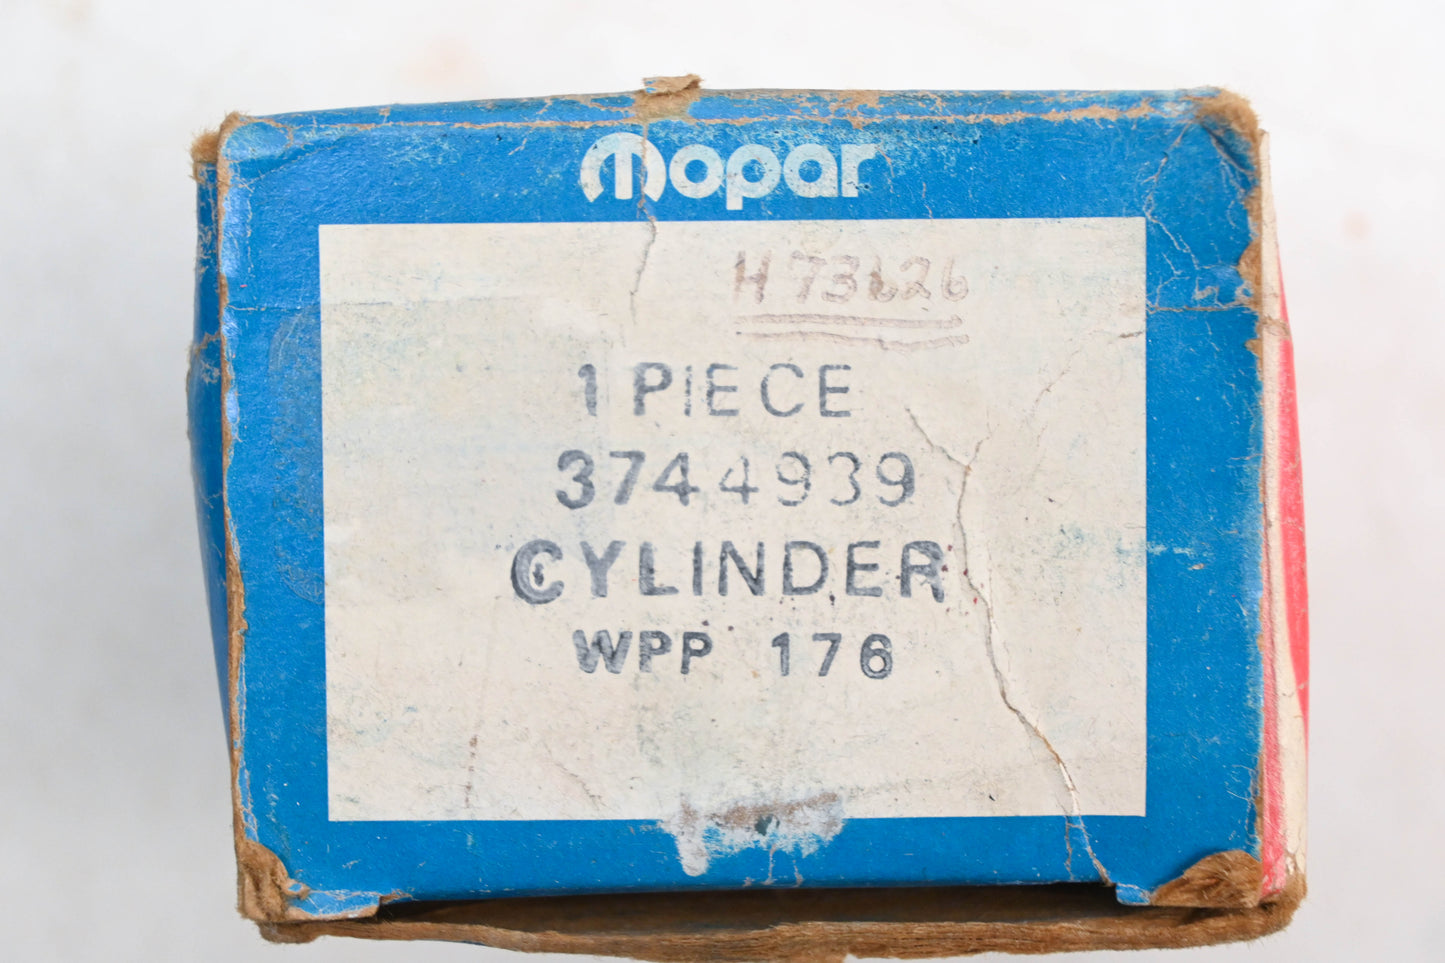 mopar
H 73626
1 PIECE
3744939
CYLINDER
WPP 176